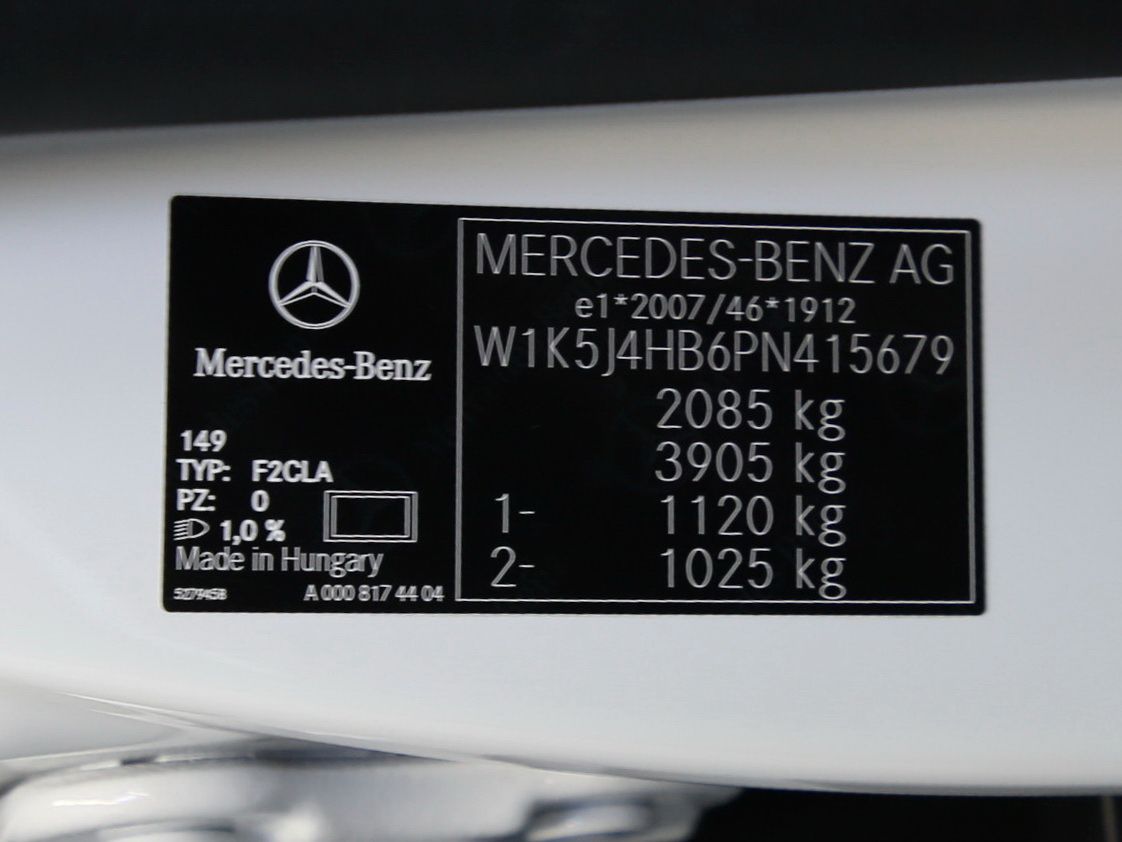 Mercedes-Benz
149
TYP: F2CLA
PZ: 0
1,0 %
Made in Hungary
5279458
A 000 817 44 04
MERCEDES-BENZ AG
e1*2007/46*1912
W1K5J4HB6PN415679
2085 kg
3905 kg
1- 1120 kg
2- 1025 kg